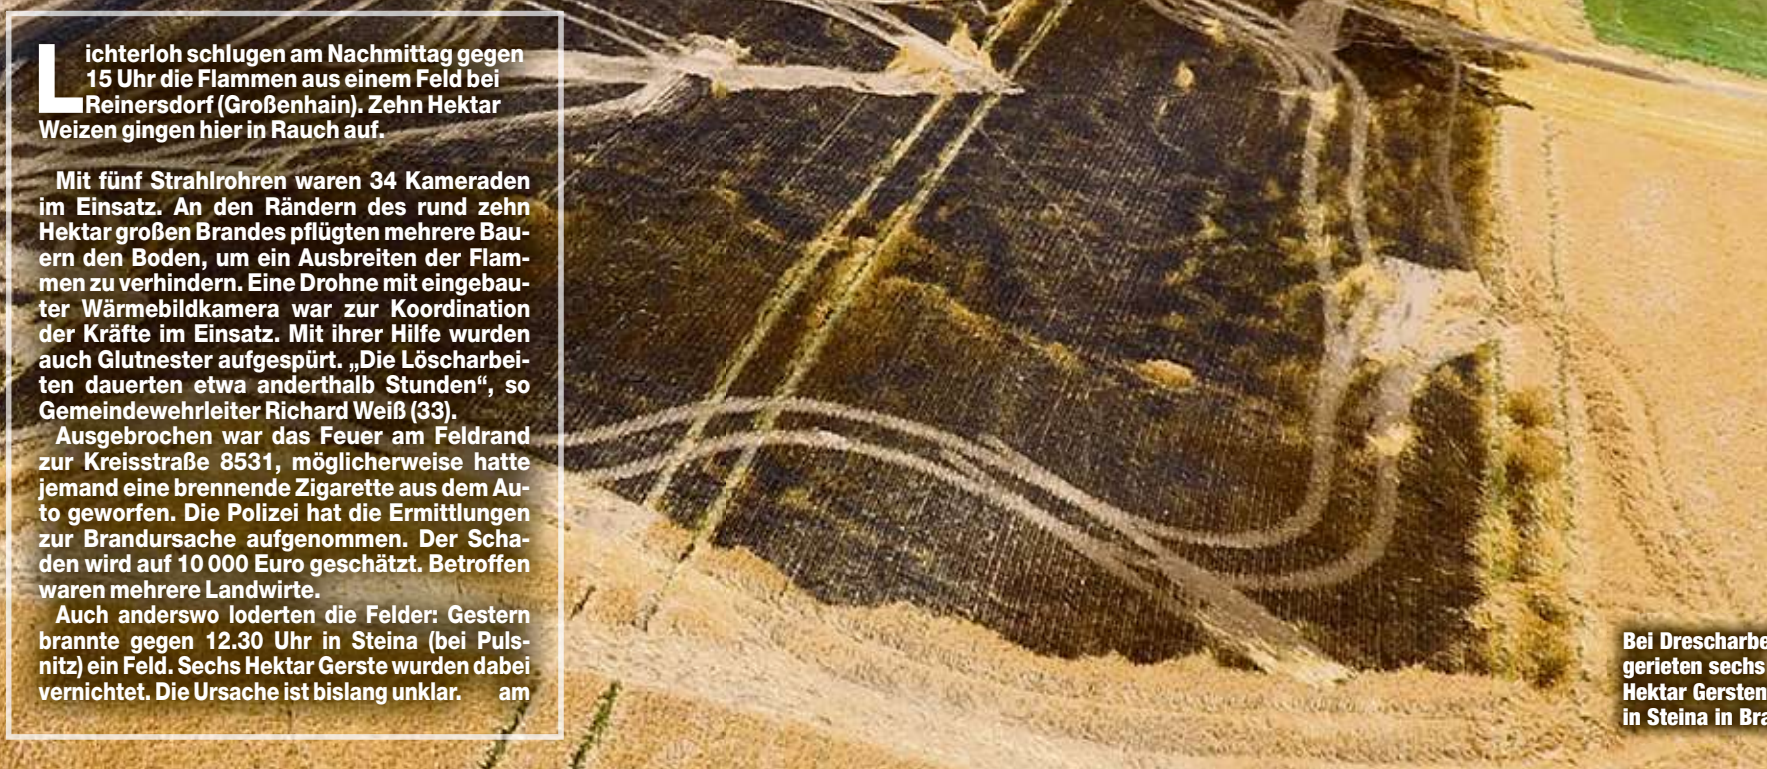 Lichterloh schlugen am Nachmittag gegen
15 Uhr die Flammen aus einem Feld bei
Reinersdorf (Großenhain). Zehn Hektar
Weizen gingen hier in Rauch auf.
Mit fünf Strahlrohren waren 34 Kameraden
im Einsatz. An den Rändern des rund zehn
Hektar großen Brandes pflügten mehrere Bau-
ern den Boden, um ein Ausbreiten der Flam-
men zu verhindern. Eine Drohne mit eingebau-
ter Wärmebildkamera war zur Koordination
der Kräfte im Einsatz. Mit ihrer Hilfe wurden
auch Glutnester aufgespürt. „Die Löscharbei-
ten dauerten etwa anderthalb Stunden“, so
Gemeindewehrleiter Richard Weiß (33).
Ausgebrochen war das Feuer am Feldrand
zur Kreisstraße 8531, möglicherweise hatte
jemand eine brennende Zigarette aus dem Au-
to geworfen. Die Polizei hat die Ermittlungen
zur Brandursache aufgenommen. Der Scha-
den wird auf 10 000 Euro geschätzt. Betroffen
waren mehrere Landwirte.
Auch anderswo loderten die Felder: Gestern
brannte gegen 12.30 Uhr in Steina (bei Puls-
nitz) ein Feld. Sechs Hektar Gerste wurden dabei
vernichtet. Die Ursache ist bislang unklar. am
Bei Drescharbe
gerieten sechs
Hektar Gersten
in Steina in Bra